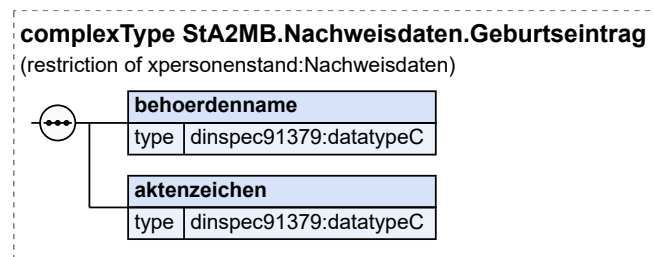 complexType StA2MB.Nachweisdaten.Geburtseintrag
(restriction of xpersonenstand:Nachweisdaten)
behoerdenname
type dinspec91379:datatypeC
aktenzeichen
type dinspec91379:datatypeC